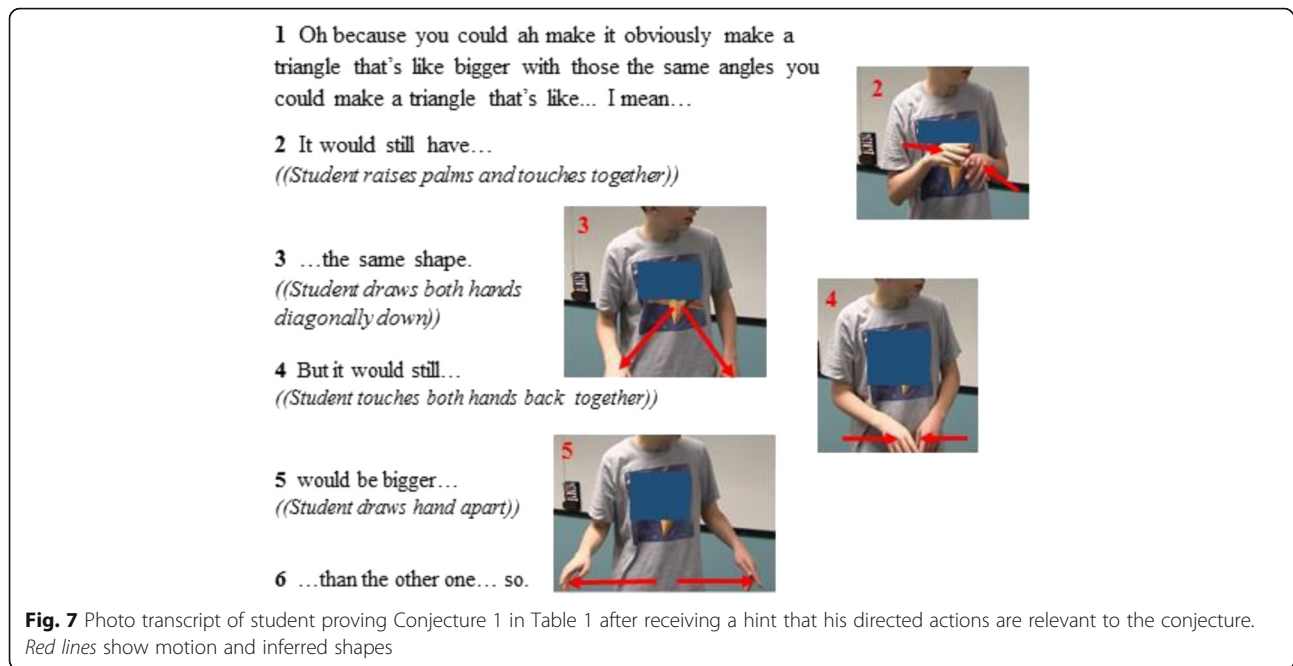 1 Oh because you could ah make it obviously make a
triangle that's like bigger with those the same angles you
could make a triangle that's like... I mean…
2 It would still have…
((Student raises palms and touches together))
2
3 …the same shape.
((Student draws both hands
diagonally down))
3
4 But it would still…
((Student touches both hands back together))
4
5 would be bigger…
((Student draws hand apart))
5
6 …than the other one… so.
Fig. 7 Photo transcript of student proving Conjecture 1 in Table 1 after receiving a hint that his directed actions are relevant to the conjecture.
Red lines show motion and inferred shapes